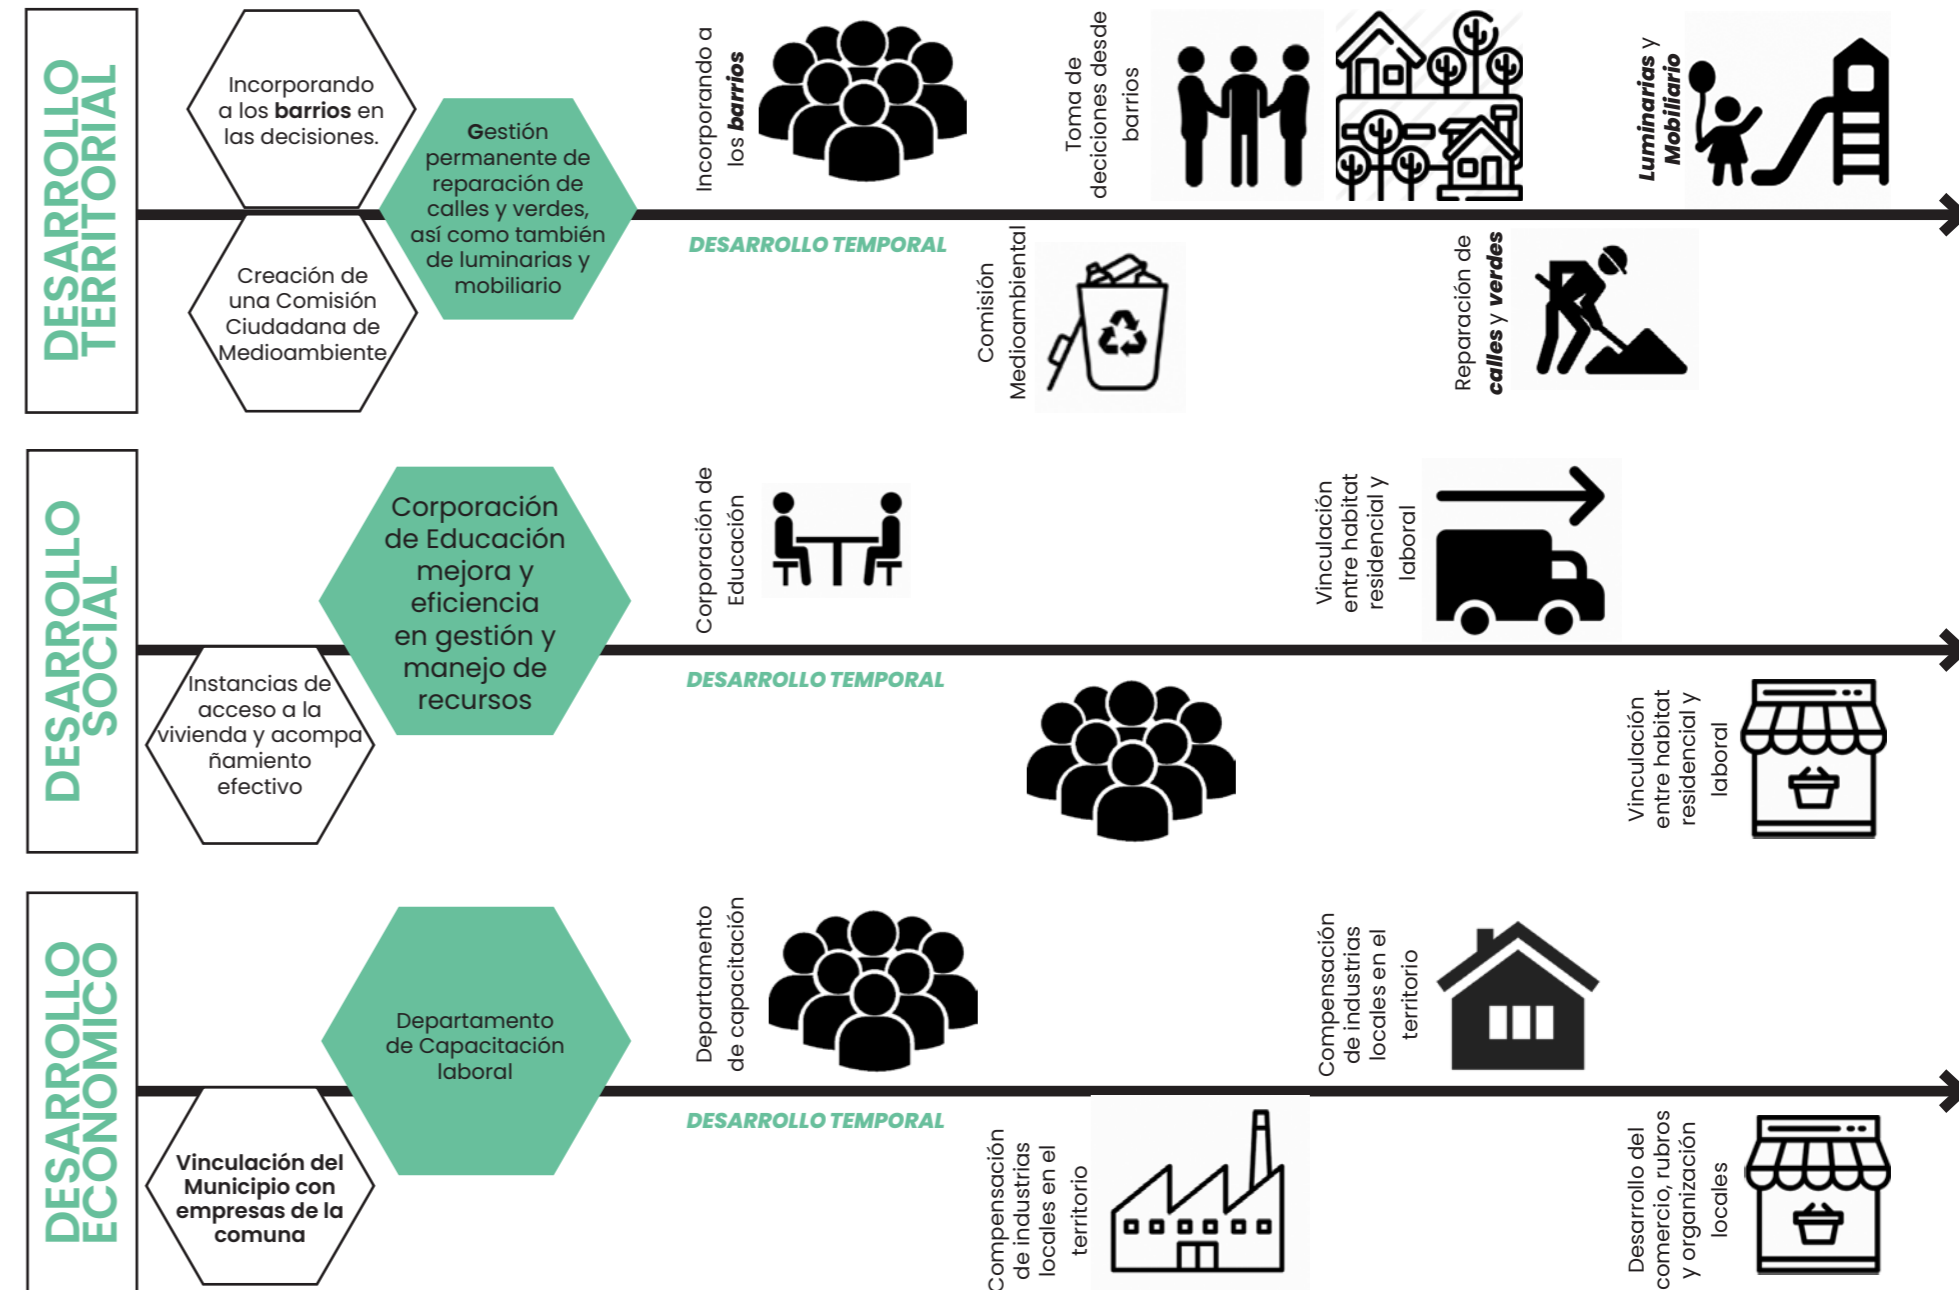 DESARROLLO
TERRITORIAL
Incorporando
a los barrios en
las decisiones.
Creación de
una Comisión
Ciudadana de
Medioambiente
Gestión
permanente de
reparación de
calles y verdes,
así como también
de luminarias y
mobiliario
Incorporando a
los barrios
DESARROLLO TEMPORAL
Comisión
Medioambiental
Toma de
deciciones desde
barrios
Reparación de
calles y verdes
Luminarias y
Mobiliario
DESARROLLO
SOCIAL
Instancias de
acceso a la
vivienda y acompa
ñamiento
efectivo
Corporación
de Educación
mejora y
eficiencia
en gestión y
manejo de
recursos
Corporación de
Educación
DESARROLLO TEMPORAL
Vinculación
entre habitat
residencial y
laboral
Vinculación
entre habitat
residencial y
laboral
DESARROLLO
ECONOMICO
Vinculación del
Municipio con
empresas de la
comuna
Departamento
de Capacitación
laboral
Departamento
de capacitación
DESARROLLO TEMPORAL
Compensación
de industrias
locales en el
territorio
Compensación
de industrias
locales en el
territorio
Desarrollo del
comercio, rubros
y organización
locales